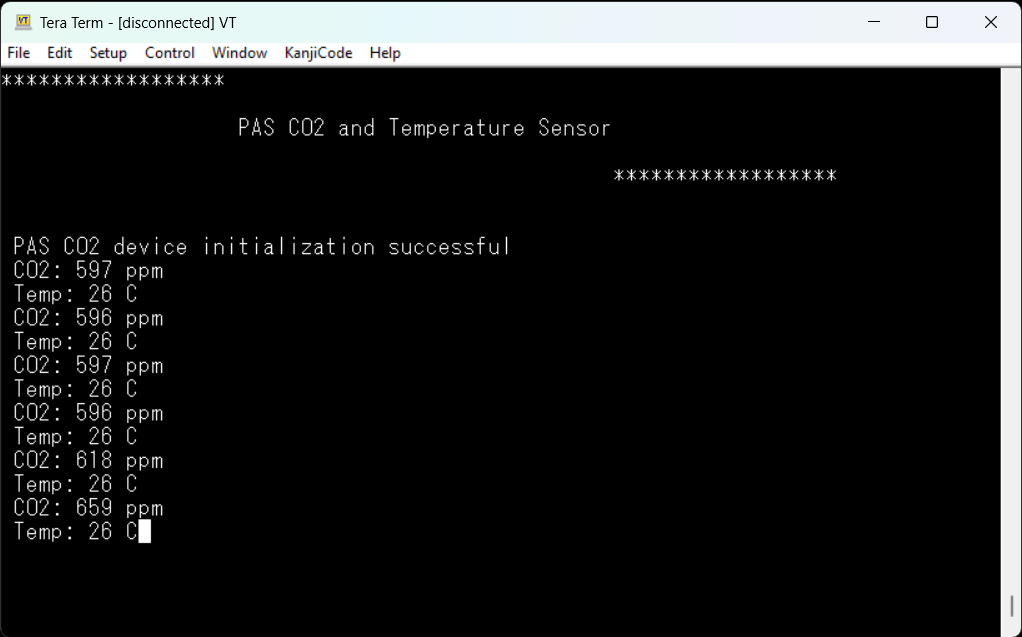 Tera Term - [disconnected] VT
File Edit Setup Control Window KanjiCode Help
******************
PAS CO2 and Temperature Sensor
******************
PAS CO2 device initialization successful
CO2: 597 ppm
Temp: 26 C
CO2: 596 ppm
Temp: 26 C
CO2: 597 ppm
Temp: 26 C
CO2: 596 ppm
Temp: 26 C
CO2: 618 ppm
Temp: 26 C
CO2: 659 ppm
Temp: 26 C